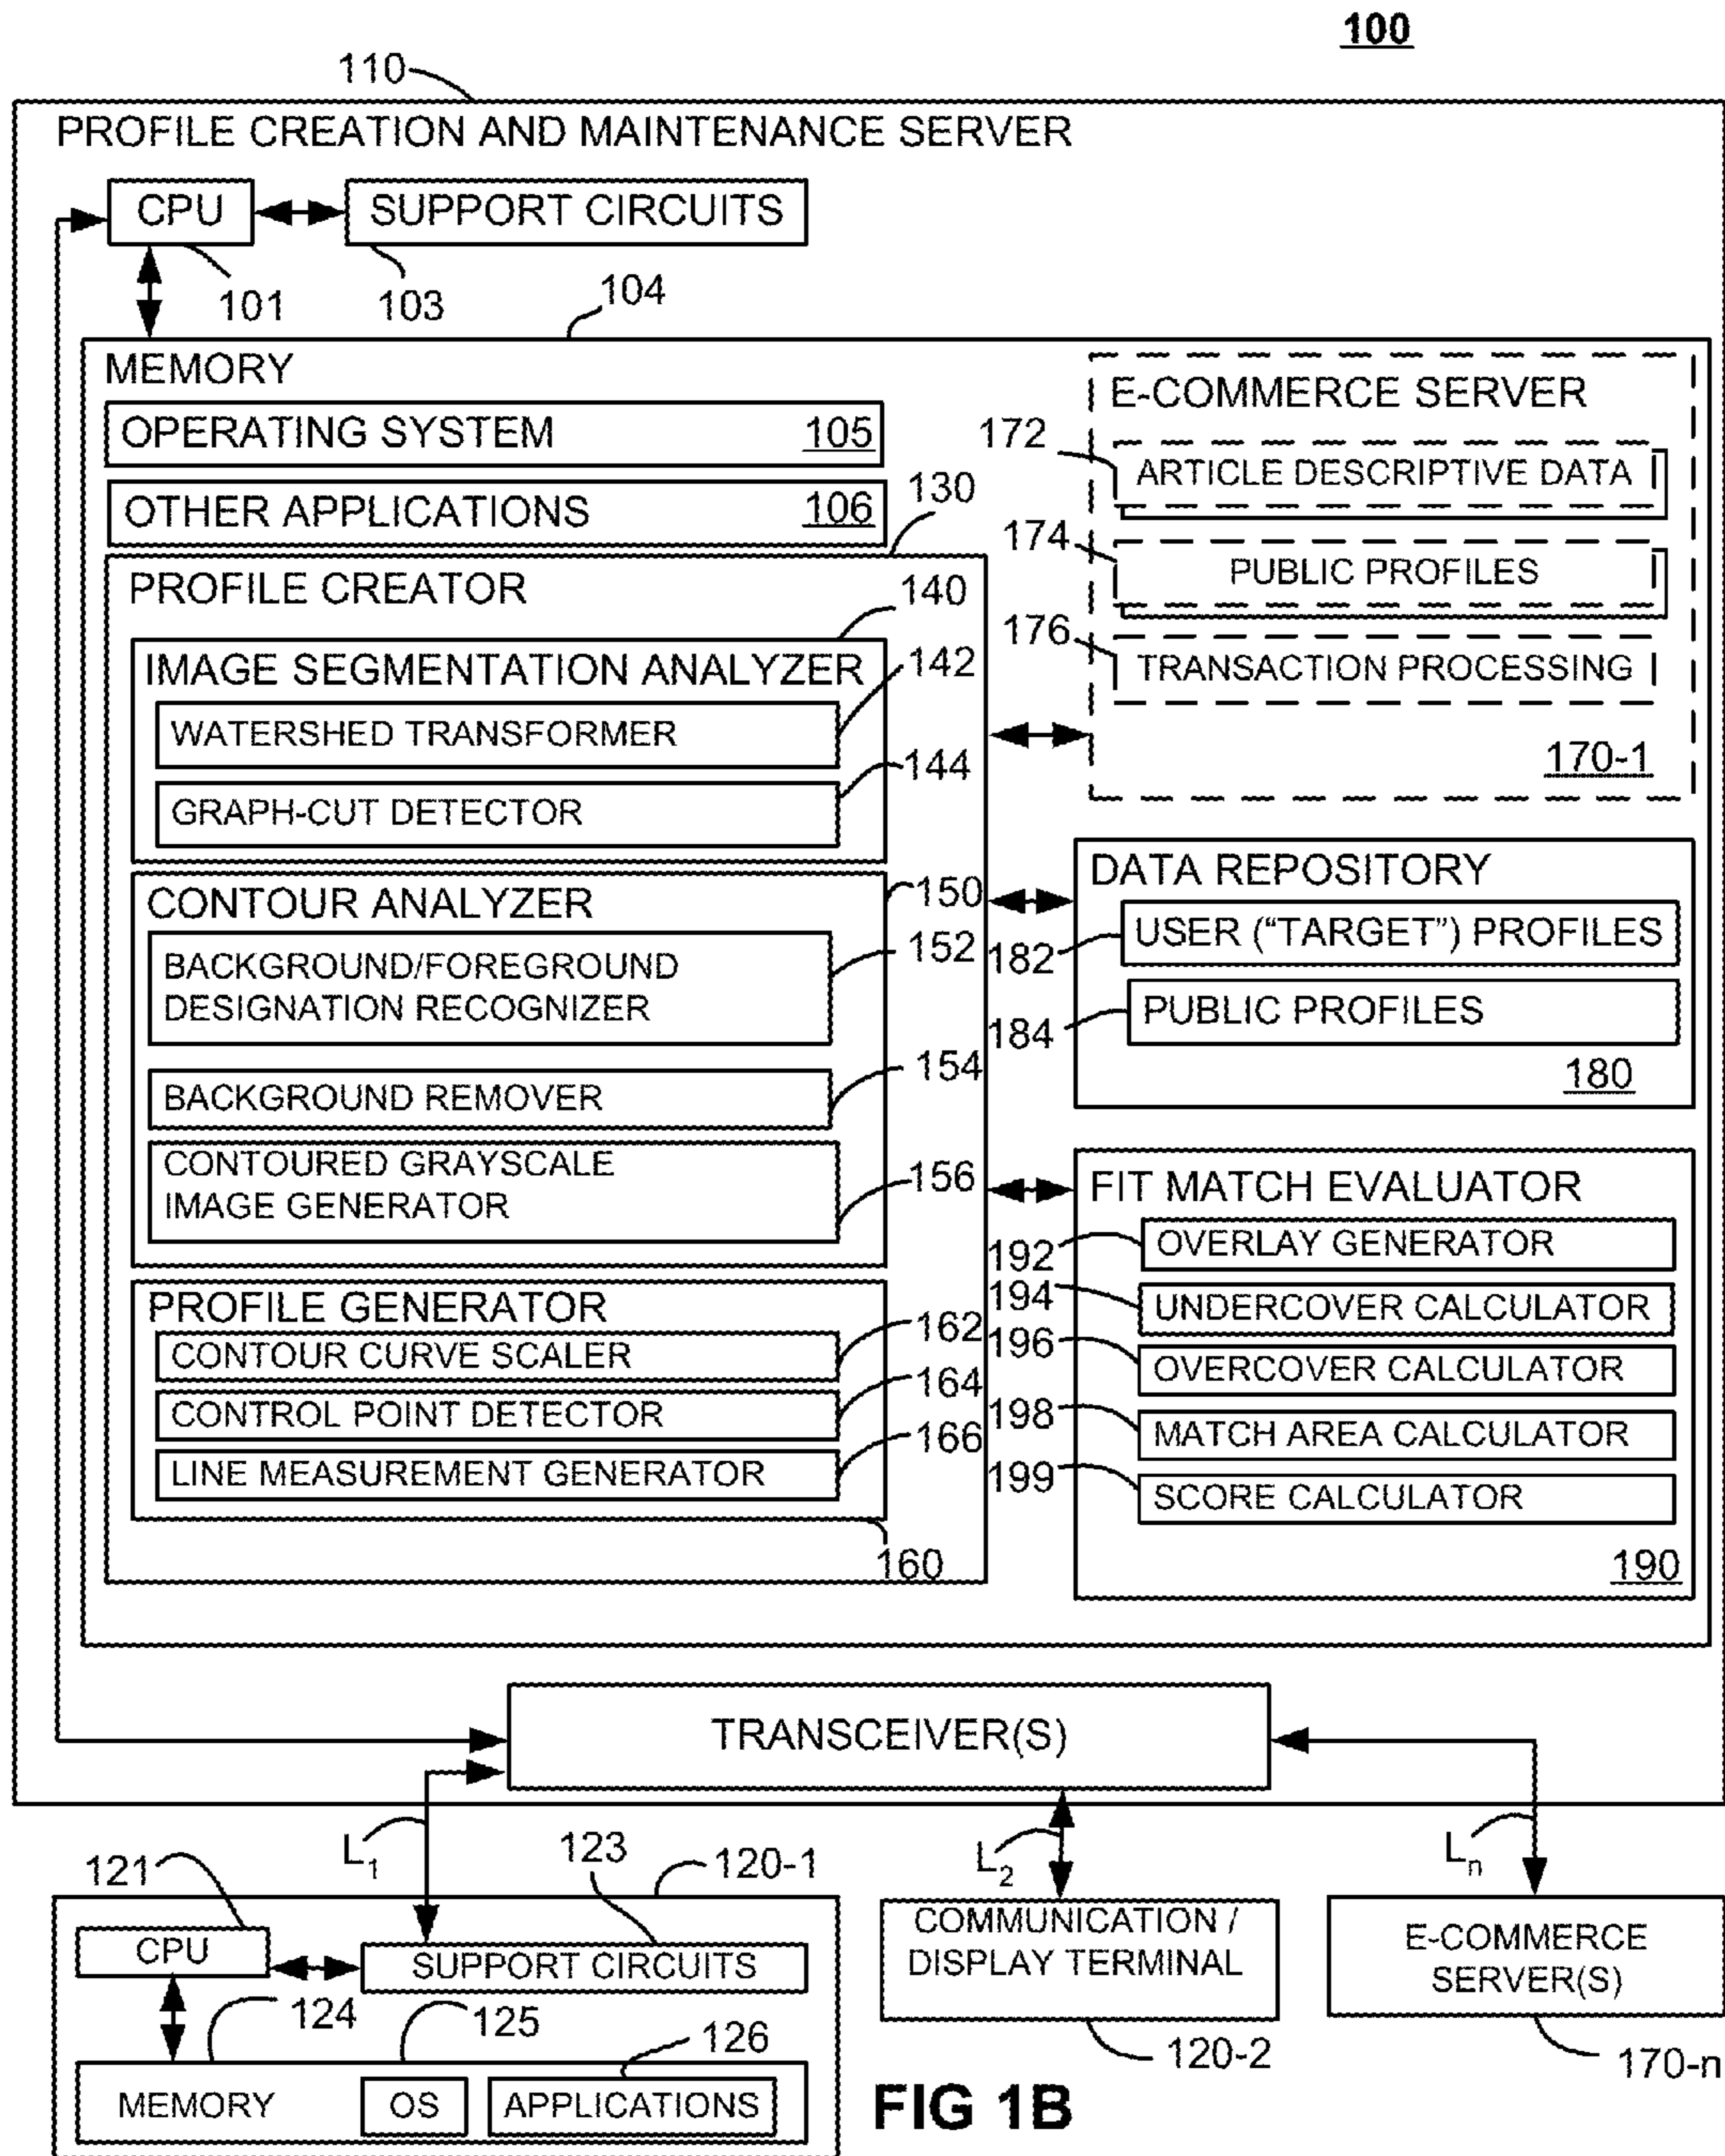 100
110
PROFILE CREATION AND MAINTENANCE SERVER
CPU
SUPPORT CIRCUITS
101
103
104
MEMORY
OPERATING SYSTEM 105
OTHER APPLICATIONS 106
130
PROFILE CREATOR
140
IMAGE SEGMENTATION ANALYZER
142
WATERSHED TRANSFORMER
144
GRAPH-CUT DETECTOR
CONTOUR ANALYZER
150
BACKGROUND/FOREGROUND
DESIGNATION RECOGNIZER
152
154
BACKGROUND REMOVER
CONTOURED GRAYSCALE
IMAGE GENERATOR
156
PROFILE GENERATOR
CONTOUR CURVE SCALER
162
CONTROL POINT DETECTOR
164
LINE MEASUREMENT GENERATOR
166
160
E-COMMERCE SERVER
172
ARTICLE DESCRIPTIVE DATA
174
PUBLIC PROFILES
176
TRANSACTION PROCESSING
170-1
DATA REPOSITORY
USER ("TARGET") PROFILES
182
PUBLIC PROFILES
184
180
FIT MATCH EVALUATOR
192
OVERLAY GENERATOR
194
UNDERCOVER CALCULATOR
196
OVERCOVER CALCULATOR
198
MATCH AREA CALCULATOR
199
SCORE CALCULATOR
190
TRANSCEIVER(S)
L1
L2
Ln
121
123
120-1
CPU
SUPPORT CIRCUITS
124
125
126
MEMORY
OS
APPLICATIONS
COMMUNICATION /
DISPLAY TERMINAL
120-2
E-COMMERCE
SERVER(S)
170-n
FIG 1B